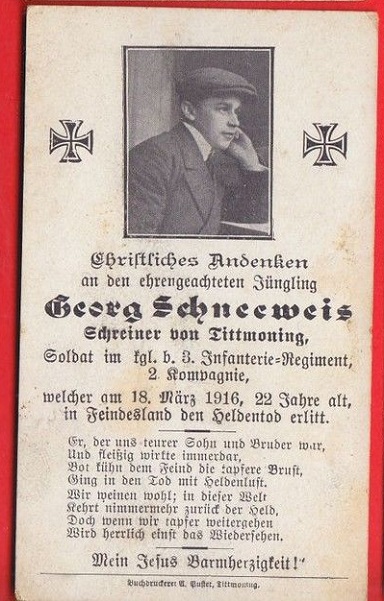 Christliches Andenken
an den ehrengeachteten Jüngling
Georg Schneeweis
Schreiner von Tittmoning,
Soldat im kgl. b. 3. Infanterie-Regiment,
2. Kompagnie,
welcher am 18. März 1916, 22 Jahre alt,
in Feindesland den Heldentod erlitt.
Er, der uns teurer Sohn und Bruder war,
Und fleißig wirkte immerdar,
Bot kühn dem Feind die tapfere Brust,
Ging in den Tod mit Heldenlust.
Wir weinen wohl; in dieser Welt
Kehrt nimmermehr zurück der Held,
Doch wenn wir tapfer weitergehen
Wird herrlich einst das Wiedersehen.
Mein Jesus Barmherzigkeit!"
Buchdruckerei A. Pustet, Tittmoning.